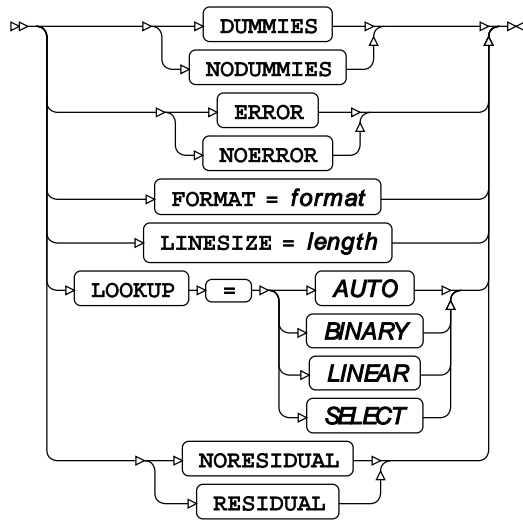 DUMMIES
NODUMMIES
ERROR
NOERROR
FORMAT = format
LINESIZE = length
LOOKUP = AUTO
BINARY
LINEAR
SELECT
NORESIDUAL
RESIDUAL